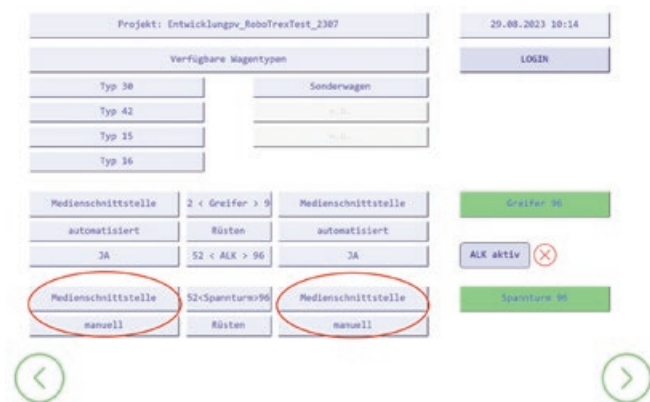 Projekt: Entwicklungpv_RoboTrexTest_2307 29.08.2023 10:14
Verfügbare Wagentypen LOGIN
Typ 30 Sonderwagen
Typ 42 n.b.
Typ 15 n.b.
Typ 16
Medienschnittstelle 2 < Greifer > 9 Medienschnittstelle Greifer 96
automatisiert Rüsten automatisiert
JA 52 < ALK > 96 JA ALK aktiv
Medienschnittstelle 52<Spannturm>96 Medienschnittstelle Spannturm 96
manuell Rüsten manuell